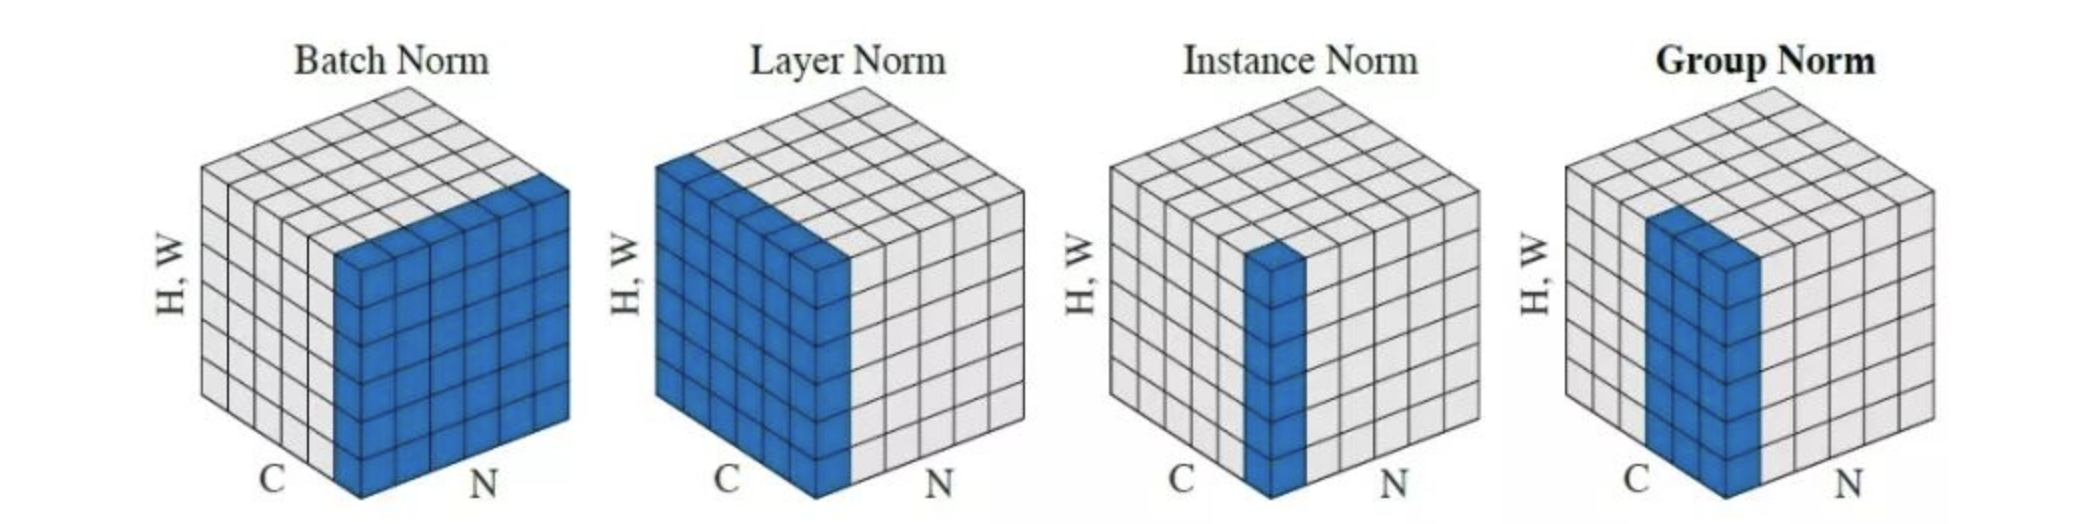 Batch Norm
H, W
C
N
Layer Norm
H, W
C
N
Instance Norm
H, W
C
N
Group Norm
H, W
C
N